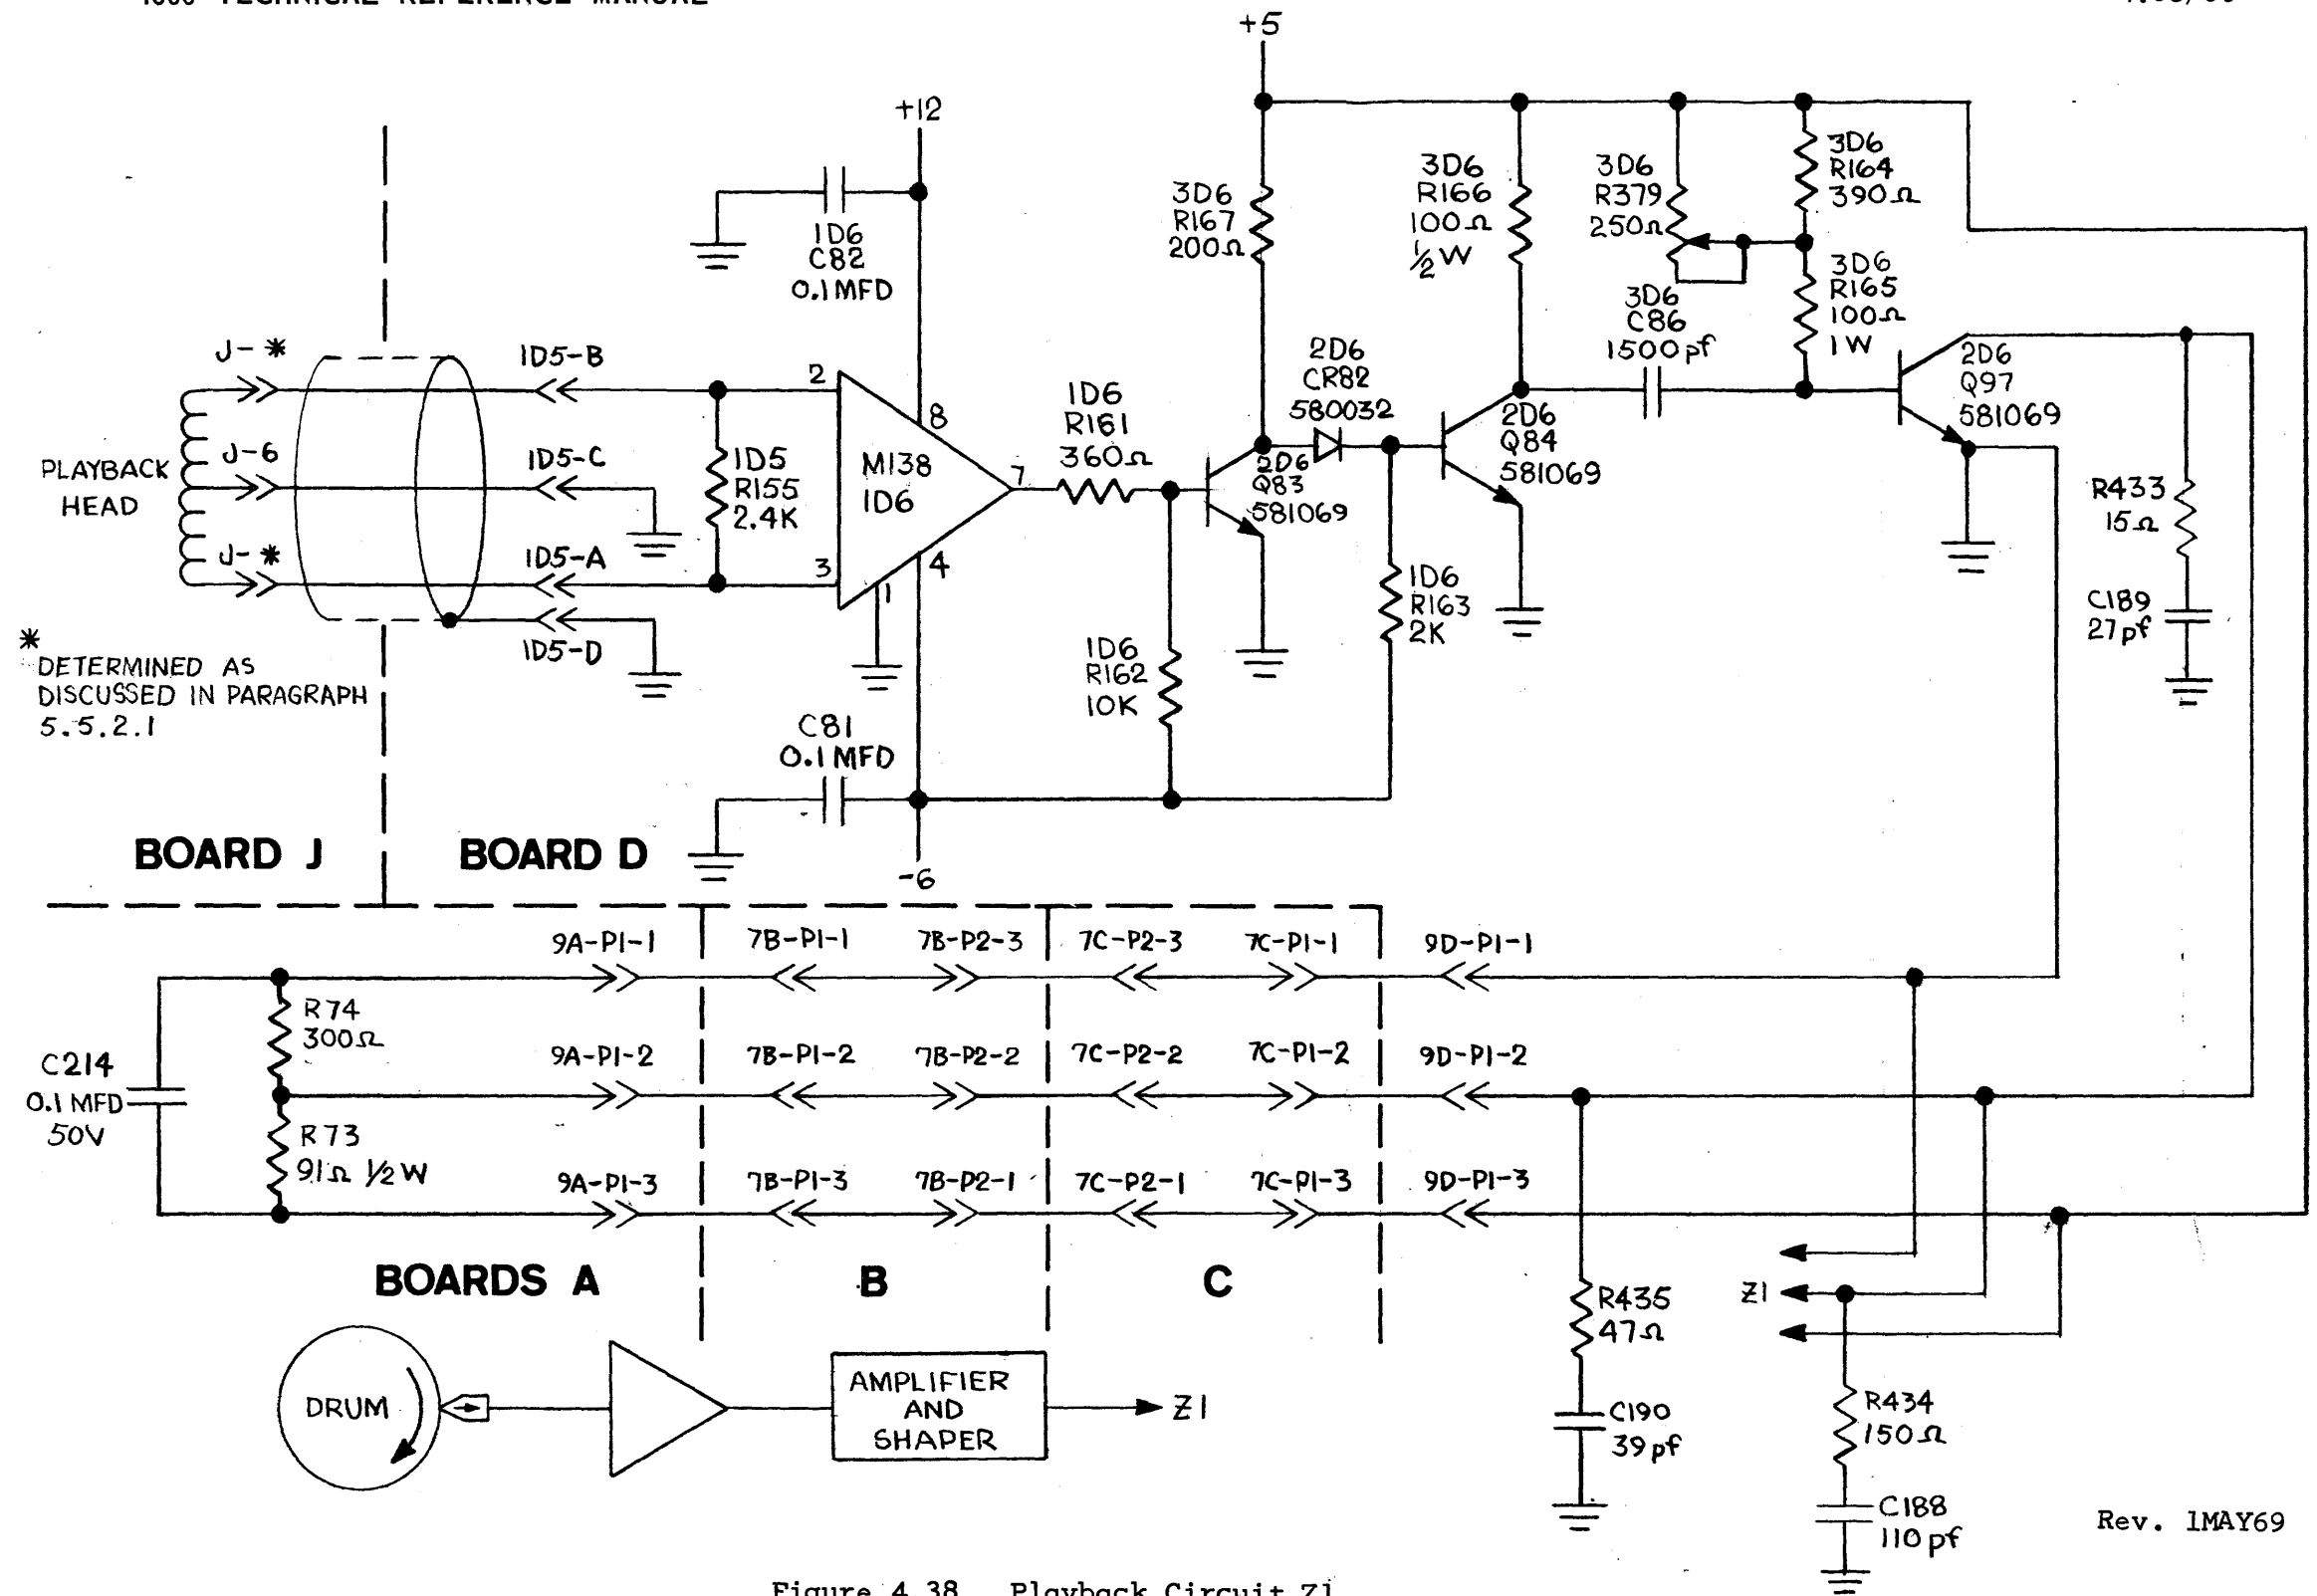 TECHNICAL REFERENCE MANUAL
+5
+12
1D6
C82
0.1MFD
3D6
R167
200Ω
3D6
R166
100Ω
1/2 W
3D6
R379
250Ω
3D6
R164
390Ω
3D6
R165
100Ω
1W
3D6
C86
1500pf
J-*
1D5-B
J-6
1D5-C
PLAYBACK
HEAD
J-*
1D5-A
1D5-D
1D5
R155
2.4K
2
3
8
4
1
7
M138
1D6
1D6
R161
360Ω
2D6
CR82
580032
2D6
Q83
581069
2D6
Q84
581069
2D6
Q97
581069
R433
15Ω
C189
27pf
1D6
R163
2K
1D6
R162
10K
*
DETERMINED AS
DISCUSSED IN PARAGRAPH
5.5.2.1
C81
0.1MFD
-6
BOARD J
BOARD D
9A-P1-1
7B-P1-1
7B-P2-3
7C-P2-3
7C-P1-1
9D-P1-1
R74
300Ω
C214
0.1MFD
50V
9A-P1-2
7B-P1-2
7B-P2-2
7C-P2-2
7C-P1-2
9D-P1-2
R73
91Ω 1/2W
9A-P1-3
7B-P1-3
7B-P2-1
7C-P2-1
7C-P1-3
9D-P1-3
BOARDS A
B
C
R435
47Ω
Z1
DRUM
AMPLIFIER
AND
SHAPER
Z1
C190
39pf
R434
150Ω
C188
110pf
Rev. 1MAY69
Figure 4.38 Playback Circuit Z1